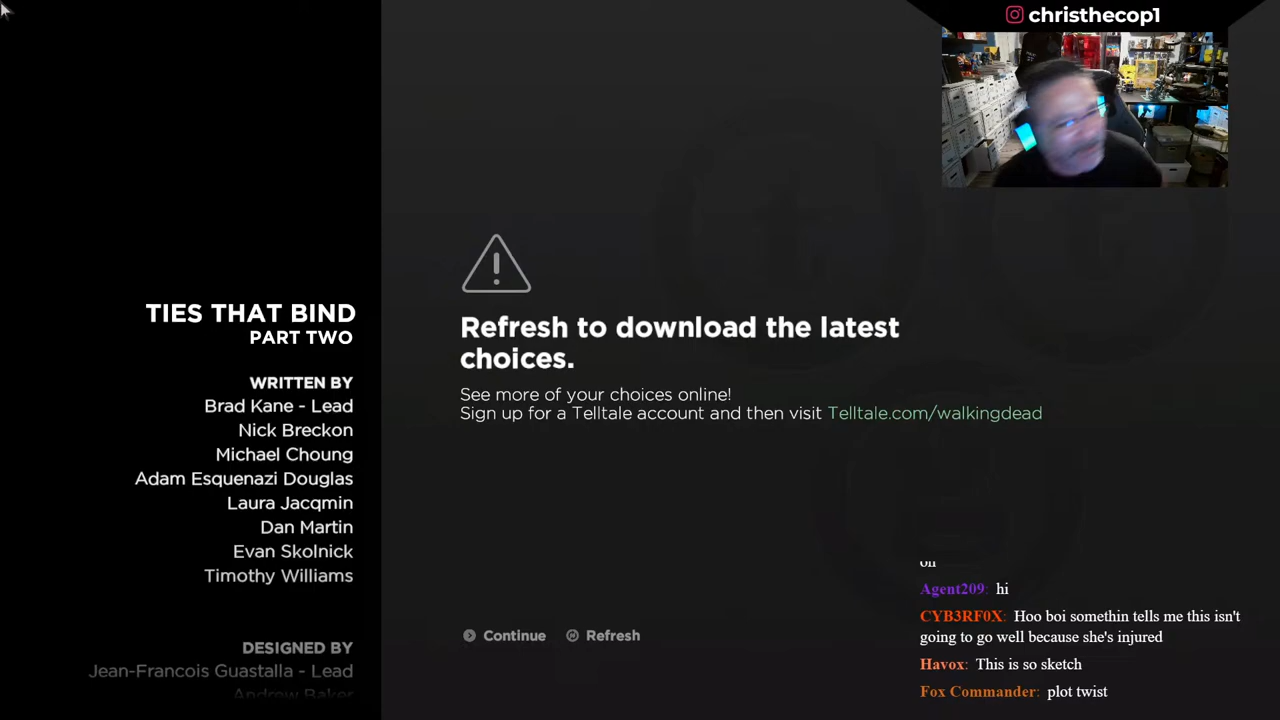 christhecop1
TIES THAT BIND
PART TWO
WRITTEN BY
Brad Kane - Lead
Nick Breckon
Michael Choung
Adam Esquenazi Douglas
Laura Jacqmin
Dan Martin
Evan Skolnick
Timothy Williams
DESIGNED BY
Jean-Francois Guastalla - Lead
Andrew Baker
Refresh to download the latest
choices.
See more of your choices online!
Sign up for a Telltale account and then visit Telltale.com/walkingdead
Continue Refresh
Agent209: hi
CYB3RF0X: Hoo boi somethin tells me this isn't
going to go well because she's injured
Havox: This is so sketch
Fox Commander: plot twist